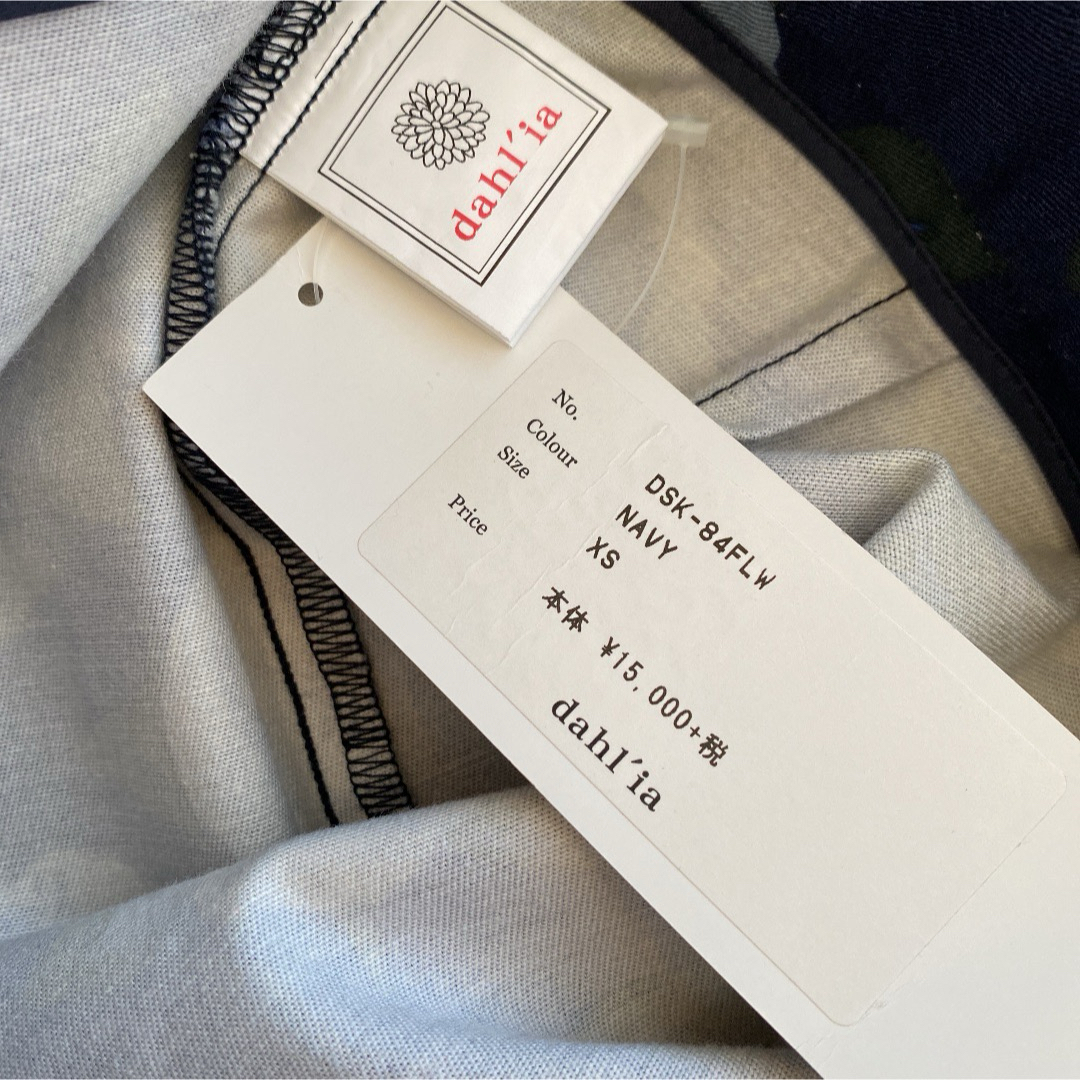 dahl'ia
No. DSK-84FLW
Colour NAVY
Size XS
Price 本体 ¥15,000+税
dahl'ia